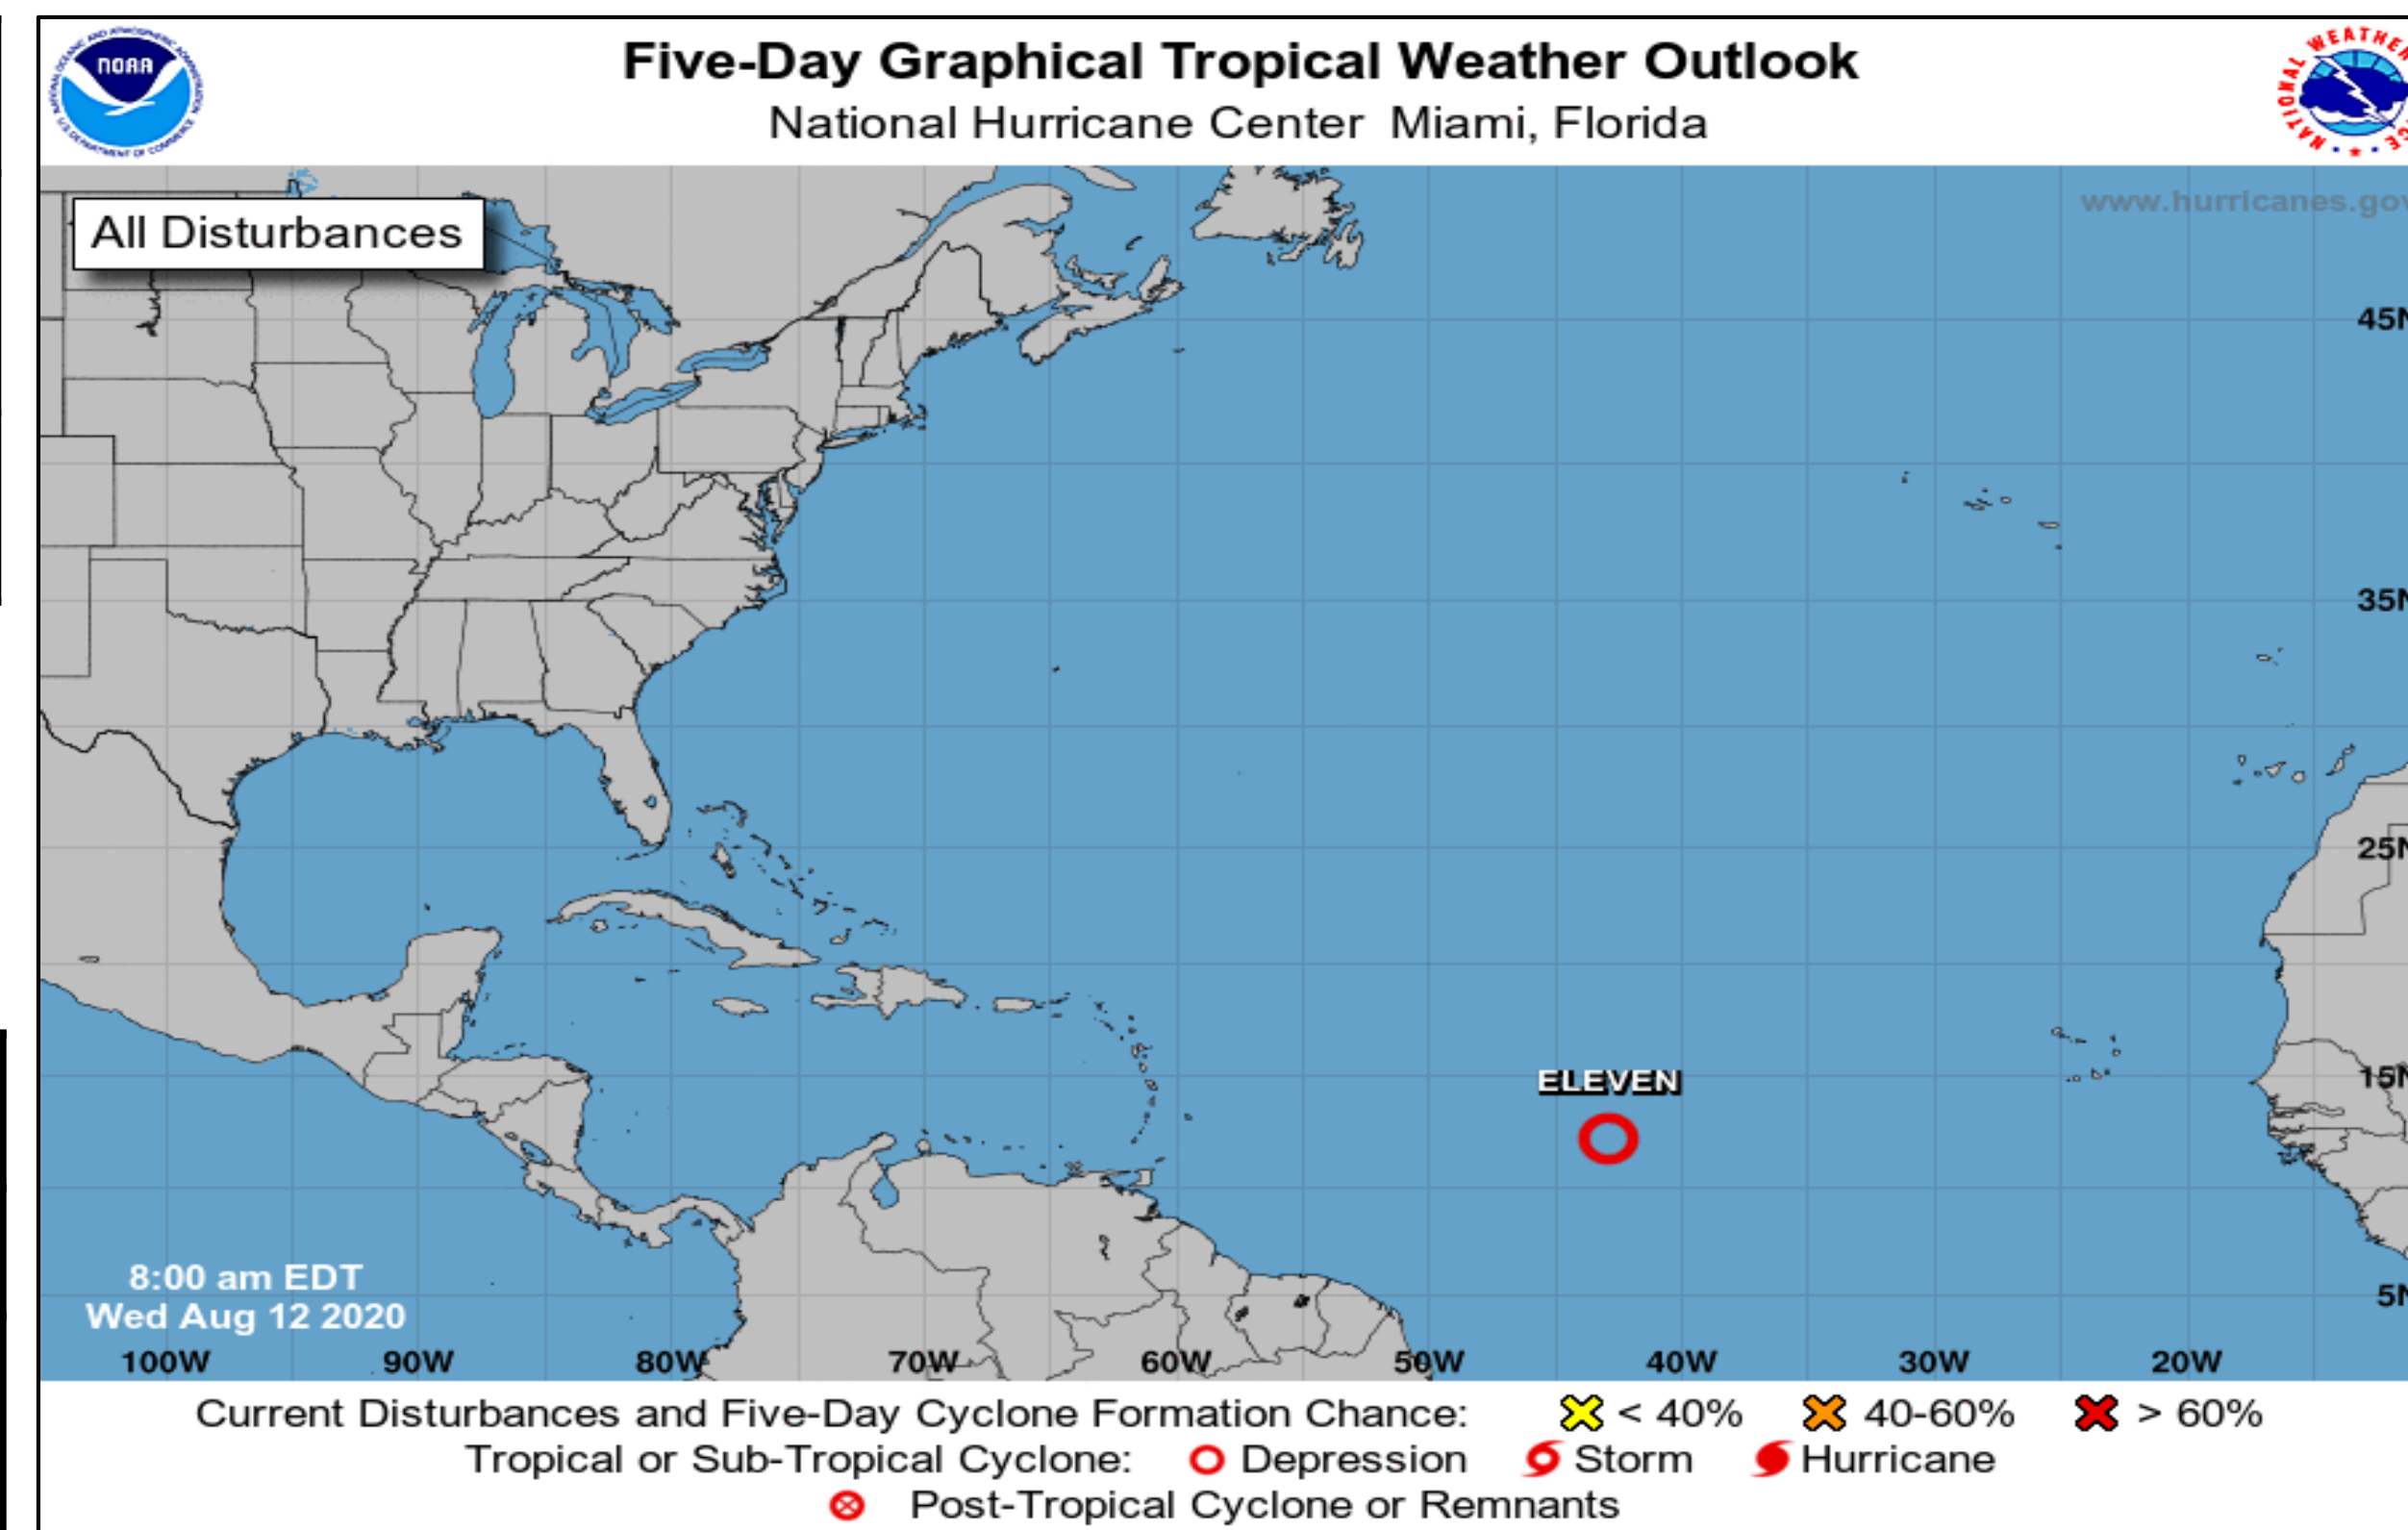 Five-Day Graphical Tropical Weather Outlook
National Hurricane Center Miami, Florida
NOAA
www.hurricanes.gov
All Disturbances
45N
35N
25N
ELEVEN
15N
8:00 am EDT
Wed Aug 12 2020
5N
100W 90W 80W 70W 60W 50W 40W 30W 20W
Current Disturbances and Five-Day Cyclone Formation Chance: < 40% 40-60% > 60%
Tropical or Sub-Tropical Cyclone: Depression Storm Hurricane
Post-Tropical Cyclone or Remnants